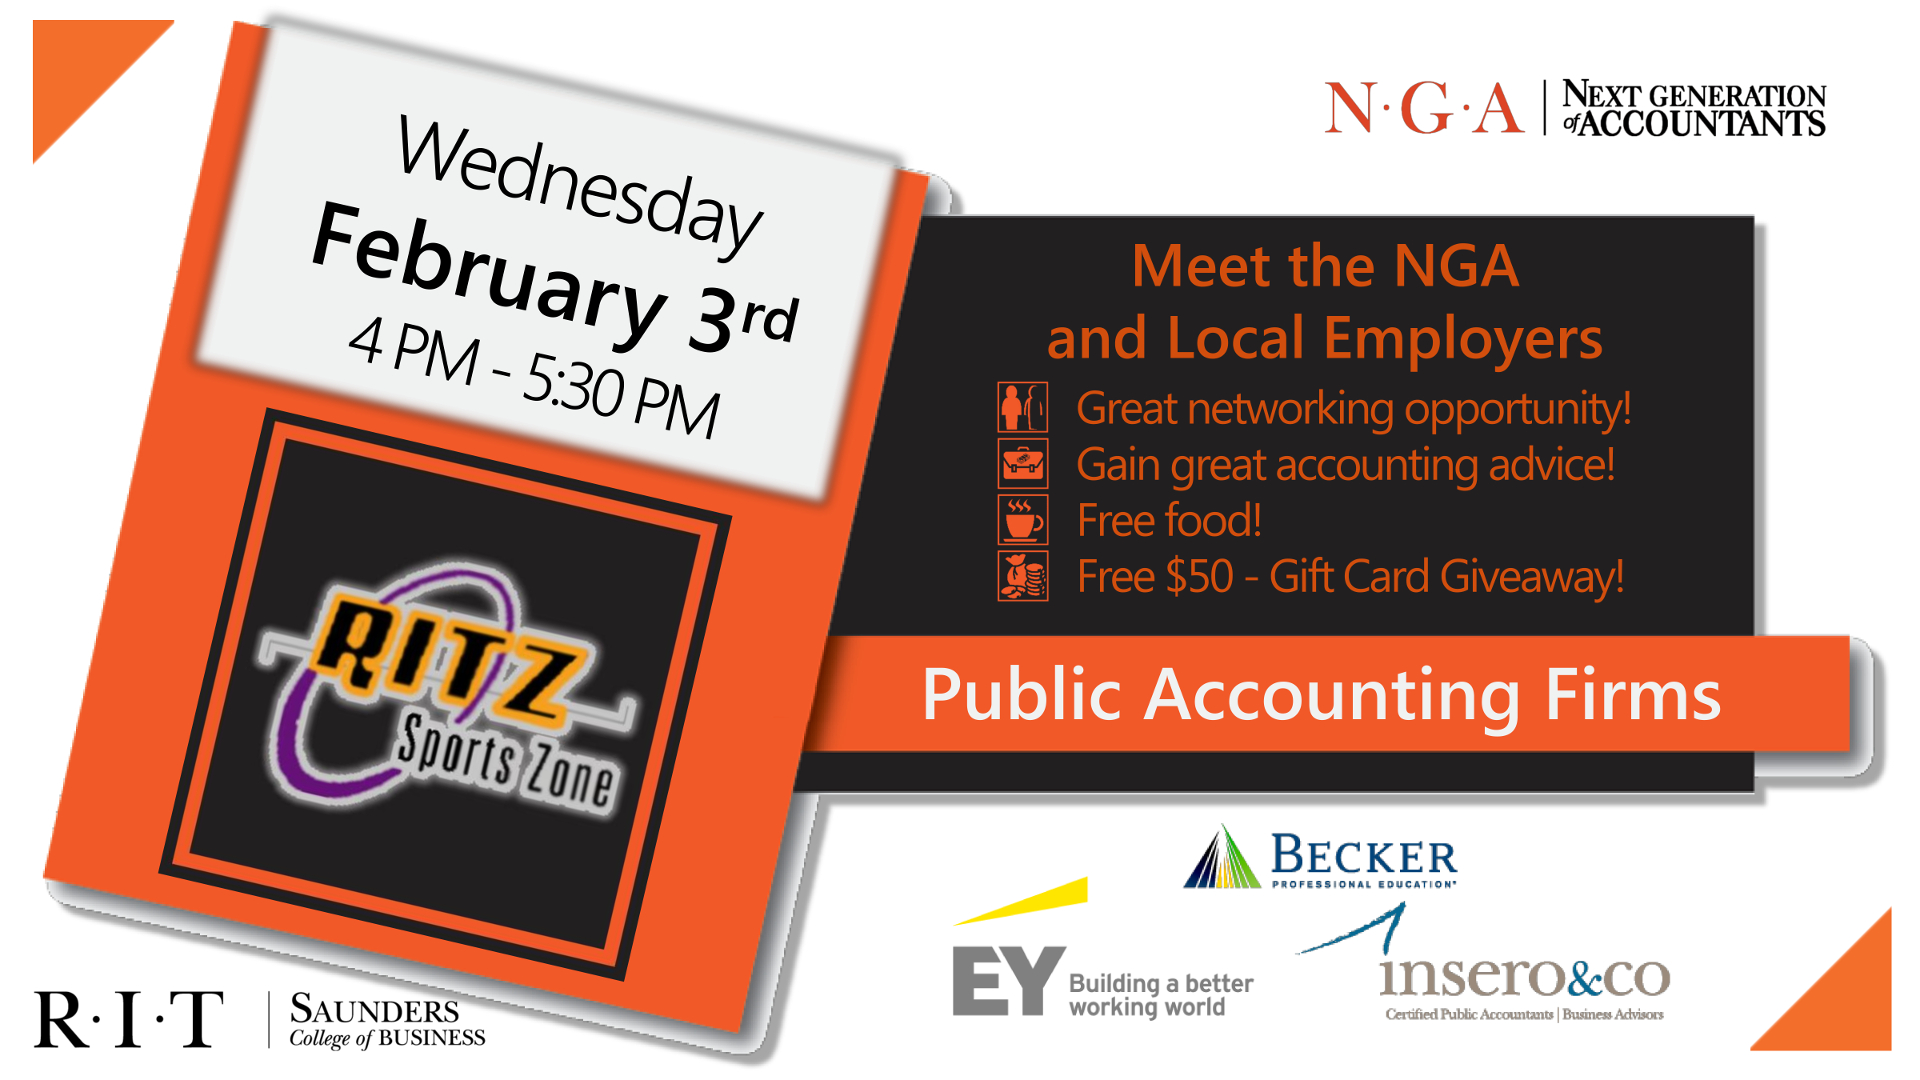 Wednesday
February 3rd
4 PM - 5:30 PM
RITZ
Sports Zone
N·G·A | NEXT GENERATION
of ACCOUNTANTS
Meet the NGA
and Local Employers
Great networking opportunity!
Gain great accounting advice!
Free food!
Free $50 - Gift Card Giveaway!
Public Accounting Firms
BECKER
PROFESSIONAL EDUCATION®
EY Building a better
working world
insero&co
Certified Public Accountants | Business Advisors
R·I·T | SAUNDERS
College of BUSINESS